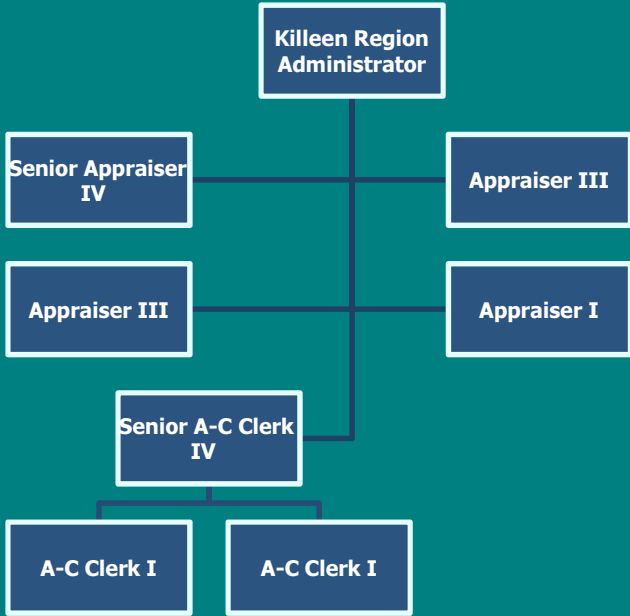 Killeen Region
Administrator
Senior Appraiser
IV
Appraiser III
Appraiser III
Appraiser I
Senior A-C Clerk
IV
A-C Clerk I
A-C Clerk I